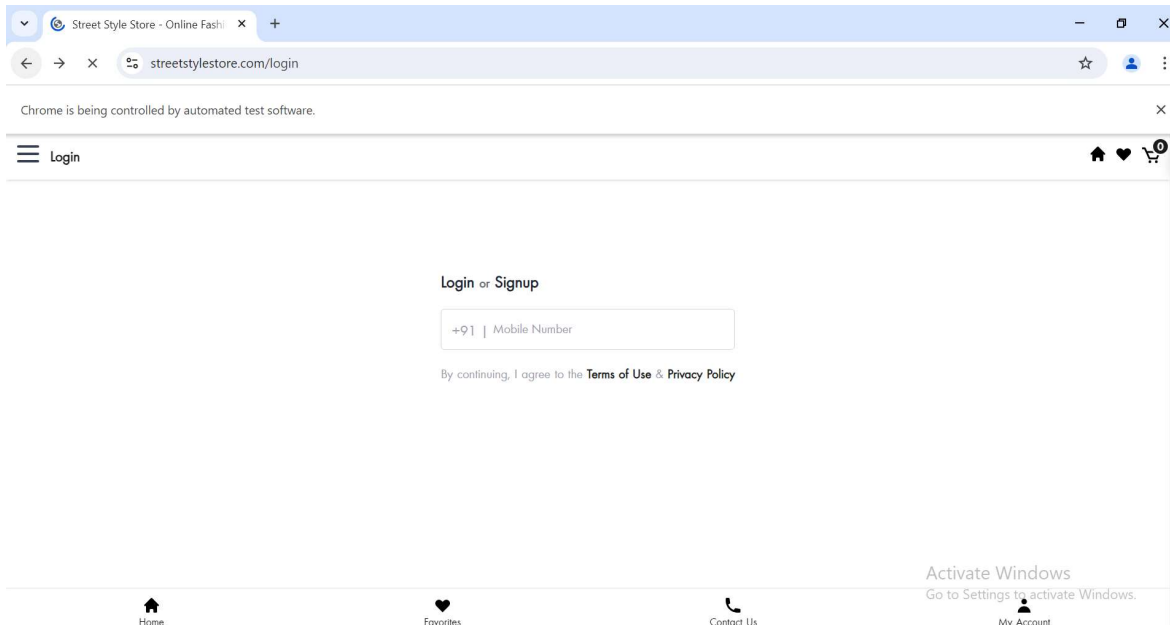 Street Style Store - Online Fashi
streetstylestore.com/login
Chrome is being controlled by automated test software.
Login
0
Login or Signup
+91 | Mobile Number
By continuing, I agree to the Terms of Use & Privacy Policy
Activate Windows
Go to Settings to activate Windows.
Home
Favorites
Contact Us
My Account